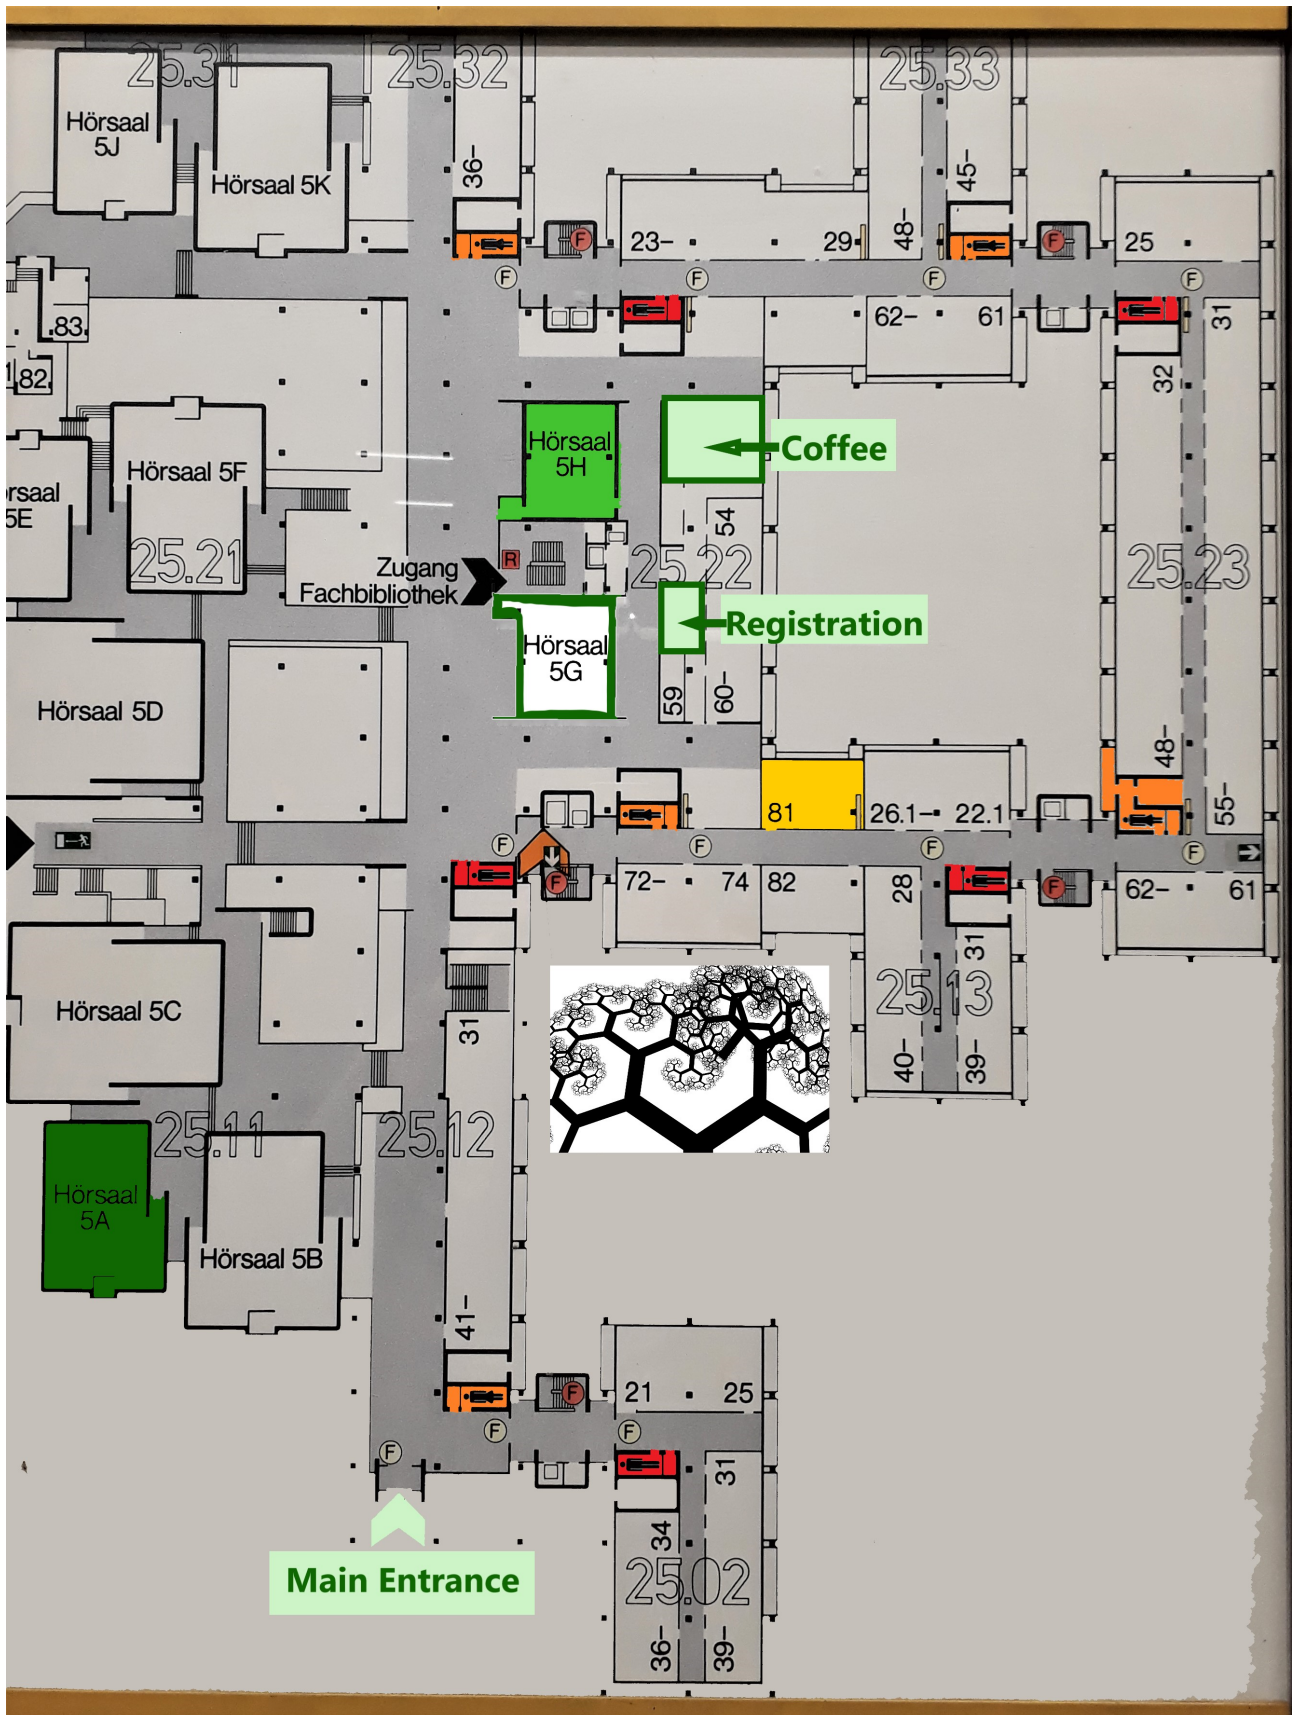 25.31
25.32
25.33
Hörsaal
5J
Hörsaal 5K
36-
48-
45-
F
F
23-
29
25
F
F
F
F
83
62-
61
31
82
32
Hörsaal 5F
Hörsaal
5H
Coffee
rsaal
5E
54
25.21
Zugang
Fachbibliothek
R
25.22
25.23
Registration
Hörsaal
5G
59
60-
Hörsaal 5D
48-
55-
81
26.1-
22.1
F
F
F
F
F
F
72-
74
82
28
62-
61
31
25.13
Hörsaal 5C
31
40-
39-
25.11
25.12
Hörsaal
5A
Hörsaal 5B
41-
F
21
25
F
F
F
31
34
Main Entrance
25.02
36-
39-